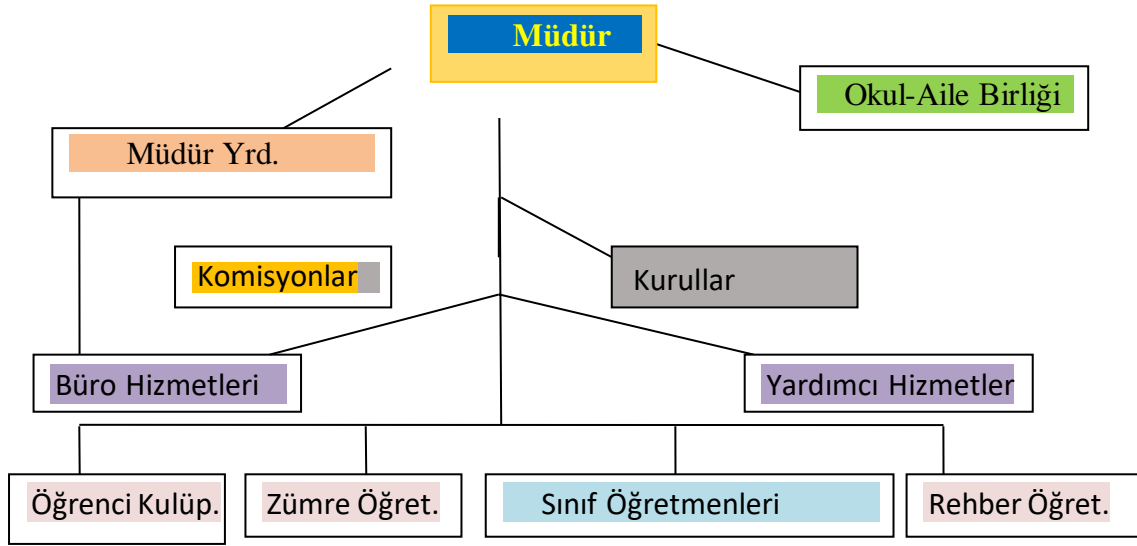 Müdür
Okul-Aile Birliği
Müdür Yrd.
Komisyonlar
Kurullar
Büro Hizmetleri
Yardımcı Hizmetler
Öğrenci Kulüp.
Zümre Öğret.
Sınıf Öğretmenleri
Rehber Öğret.